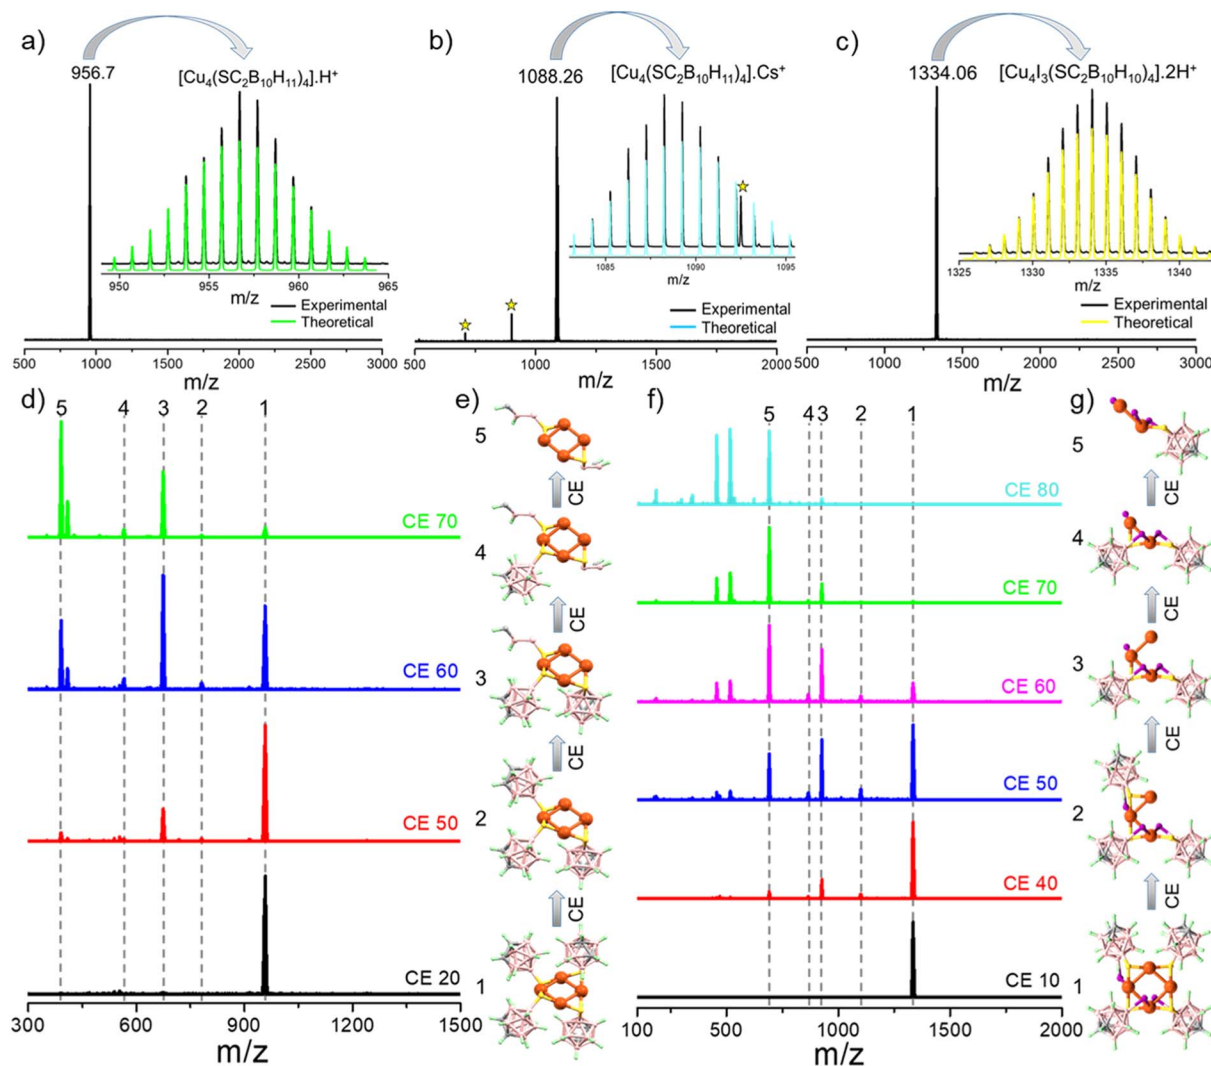 a)
956.7
[Cu₄(SC₂B₁₀H₁₁)₄].H⁺
950 955 960 965
m/z
Experimental
Theoretical
500 1000 1500 2000 2500 3000
m/z
b)
1088.26
[Cu₄(SC₂B₁₀H₁₁)₄].Cs⁺
1085 1090 1095
m/z
Experimental
Theoretical
500 1000 1500 2000
m/z
c)
1334.06
[Cu₄I₃(SC₂B₁₀H₁₀)₄].2H⁺
1325 1330 1335 1340
m/z
Experimental
Theoretical
500 1000 1500 2000 2500 3000
m/z
d)
5 4 3 2 1
CE 70
CE 60
CE 50
CE 20
300 600 900 1200 1500
m/z
e)
5
CE
4
CE
3
CE
2
CE
1
f)
5 4 3 2 1
CE 80
CE 70
CE 60
CE 50
CE 40
CE 10
100 500 1000 1500 2000
m/z
g)
5
CE
4
CE
3
CE
2
CE
1